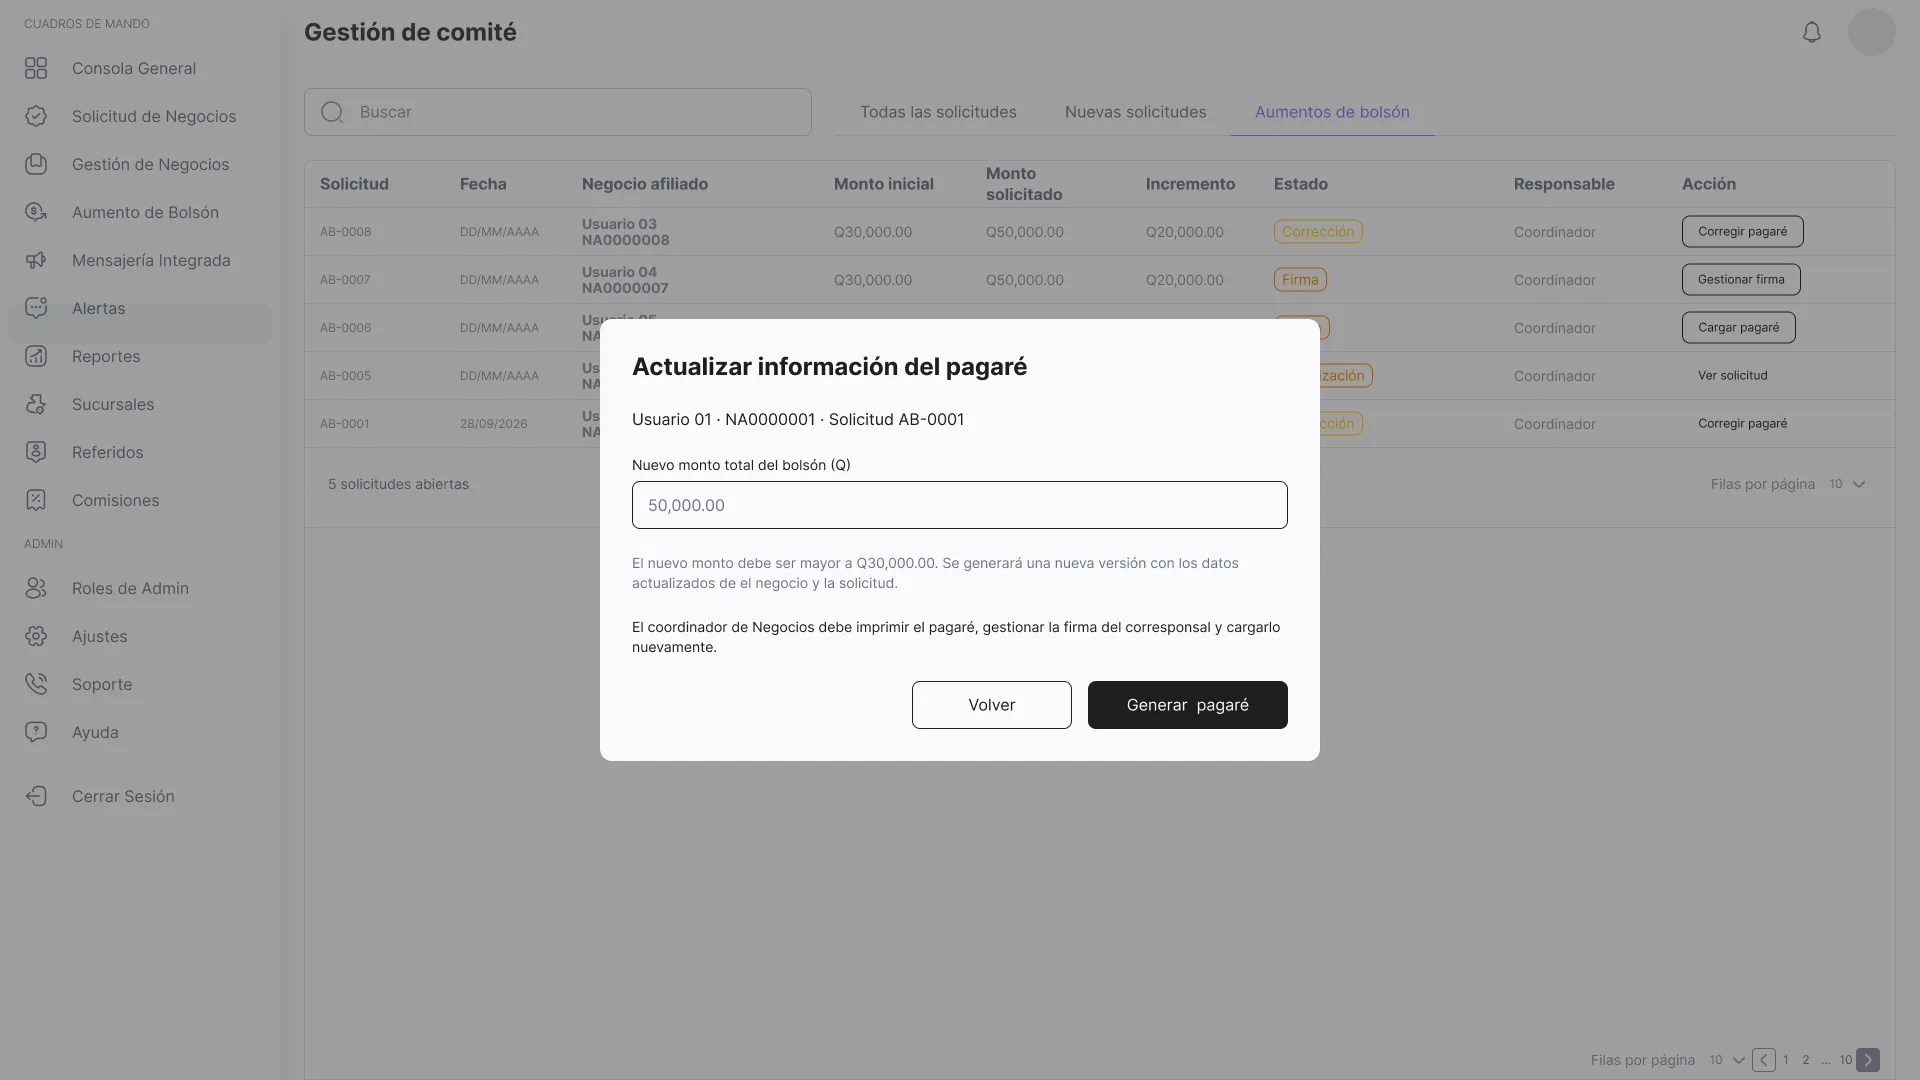 CUADROS DE MANDO
Consola General
Solicitud de Negocios
Gestión de Negocios
Aumento de Bolsón
Mensajería Integrada
Alertas
Reportes
Sucursales
Referidos
Comisiones
ADMIN
Roles de Admin
Ajustes
Soporte
Ayuda
Cerrar Sesión
Gestión de comité
Buscar
Todas las solicitudes
Nuevas solicitudes
Aumentos de bolsón
Solicitud Fecha Negocio afiliado Monto inicial Monto solicitado Incremento Estado Responsable Acción
AB-0008 DD/MM/AAAA Usuario 03 NA0000008 Q30,000.00 Q50,000.00 Q20,000.00 Corrección Coordinador Corregir pagaré
AB-0007 DD/MM/AAAA Usuario 04 NA0000007 Q30,000.00 Q50,000.00 Q20,000.00 Firma Coordinador Gestionar firma
AB-0006 DD/MM/AAAA Coordinador Cargar pagaré
AB-0005 DD/MM/AAAA Us NA ización Coordinador Ver solicitud
AB-0001 28/09/2026 Us NA cción Coordinador Corregir pagaré
5 solicitudes abiertas
Filas por página 10
Actualizar información del pagaré
Usuario 01 · NA0000001 · Solicitud AB-0001
Nuevo monto total del bolsón (Q)
50,000.00
El nuevo monto debe ser mayor a Q30,000.00. Se generará una nueva versión con los datos
actualizados de el negocio y la solicitud.
El coordinador de Negocios debe imprimir el pagaré, gestionar la firma del corresponsal y cargarlo
nuevamente.
Volver
Generar pagaré
Filas por página 10 1 2 ... 10